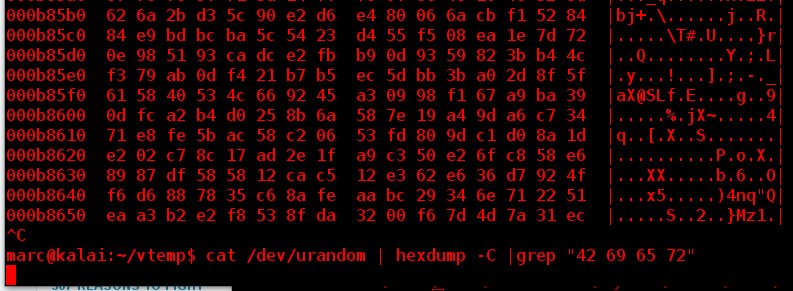 000b85b0  62 6a 2b d3 5c 90 e2 d6  e4 80 06 6a cb f1 52 84  |bj+.\......j..R.|
000b85c0  84 e9 bd bc ba 5c 54 23  d4 55 f5 08 ea 1e 7d 72  |.....\T#.U....}r|
000b85d0  0e 98 51 93 ca dc e2 fb  b9 0d 93 59 82 3b b4 4c  |..Q........Y.;.L|
000b85e0  f3 79 ab 0d f4 21 b7 b5  ec 5d bb 3b a0 2d 8f 5f  |.y...!...].;.-._|
000b85f0  61 58 40 53 4c 66 92 45  a3 09 98 f1 67 a9 ba 39  |aX@SLf.E....g..9|
000b8600  0d fc a2 b4 d0 25 8b 6a  58 7e 19 a4 9d a6 c7 34  |.....%.jX~.....4|
000b8610  71 e8 fe 5b ac 58 c2 06  53 fd 80 9d c1 d0 8a 1d  |q..[.X..S.......|
000b8620  e2 02 c7 8c 17 ad 2e 1f  a9 c3 50 e2 6f c8 58 e6  |..........P.o.X.|
000b8630  89 87 df 58 58 12 ca c5  12 e3 62 e6 36 d7 92 4f  |...XX.....b.6..O|
000b8640  f6 d6 88 78 35 c6 8a fe  aa bc 29 34 6e 71 22 51  |...x5.....)4nq"Q|
000b8650  ea a3 b2 e2 f8 53 8f da  32 00 f6 7d 4d 7a 31 ec  |.....S..2..}Mz1.|
^C
marc@kalai:~/vtemp$ cat /dev/urandom | hexdump -C |grep "42 69 65 72"